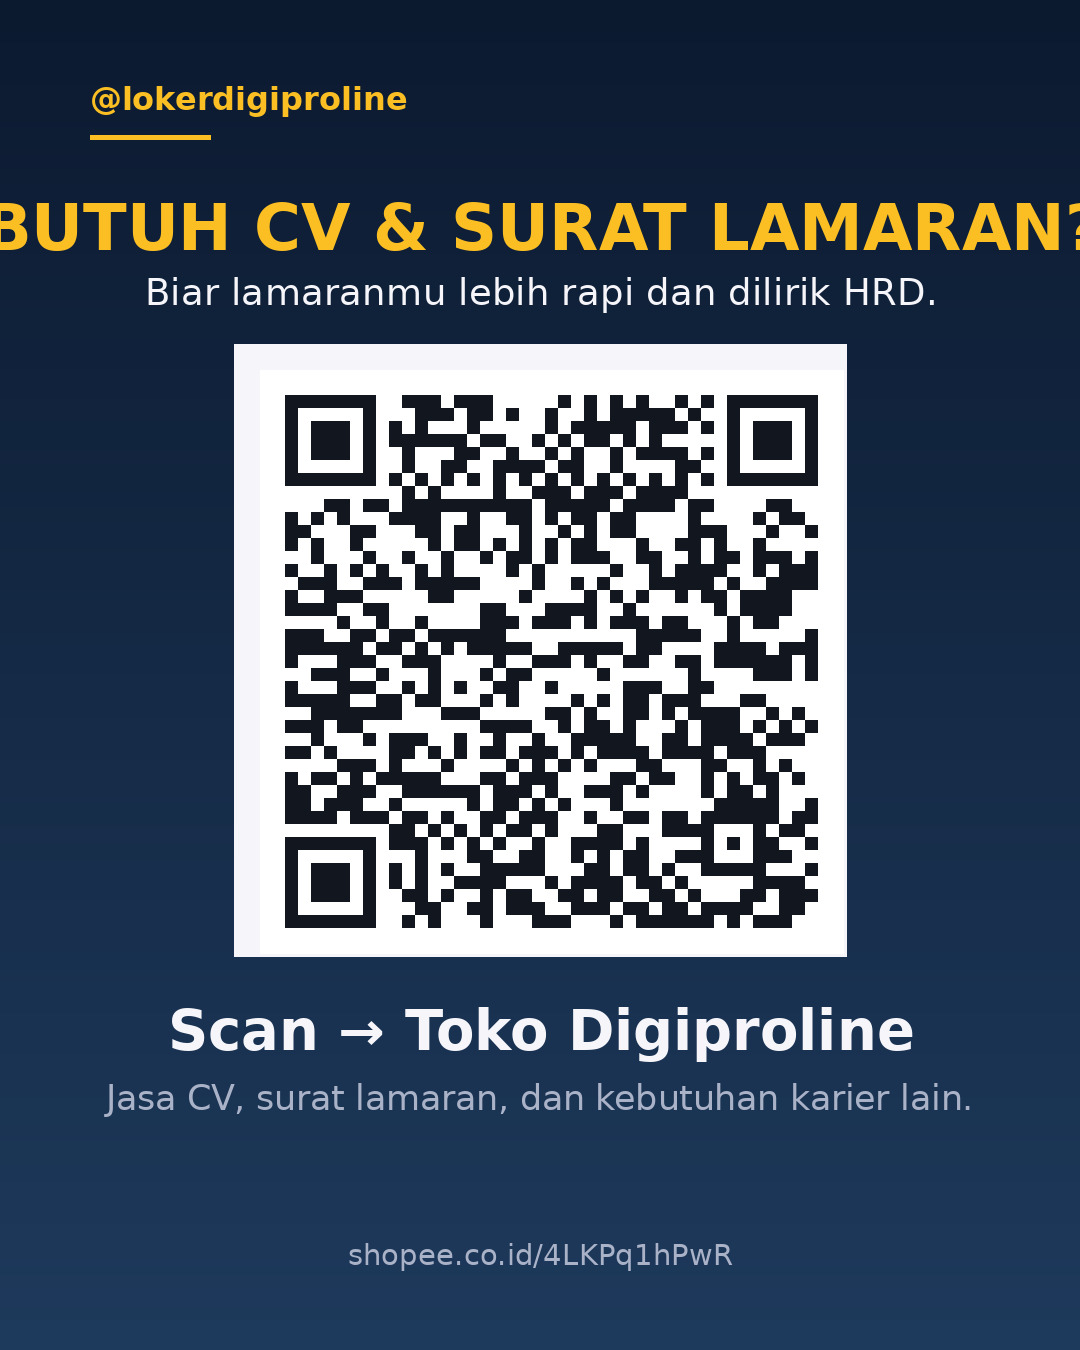 @lokerdigiproline
BUTUH CV & SURAT LAMARAN?
Biar lamaranmu lebih rapi dan dilirik HRD.
Scan → Toko Digiproline
Jasa CV, surat lamaran, dan kebutuhan karier lain.
shopee.co.id/4LKPq1hPwR